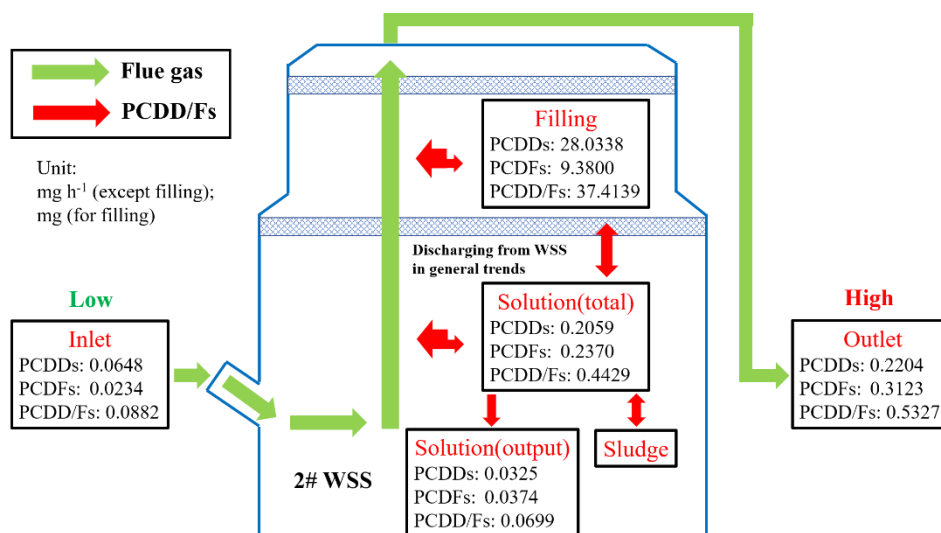 Flue gas
PCDD/Fs
Unit:
mg h⁻¹ (except filling);
mg (for filling)
Filling
PCDDs: 28.0338
PCDFs: 9.3800
PCDD/Fs: 37.4139
Discharging from WSS
in general trends
Low
Inlet
PCDDs: 0.0648
PCDFs: 0.0234
PCDD/Fs: 0.0882
Solution(total)
PCDDs: 0.2059
PCDFs: 0.2370
PCDD/Fs: 0.4429
High
Outlet
PCDDs: 0.2204
PCDFs: 0.3123
PCDD/Fs: 0.5327
2# WSS
Solution(output)
PCDDs: 0.0325
PCDFs: 0.0374
PCDD/Fs: 0.0699
Sludge